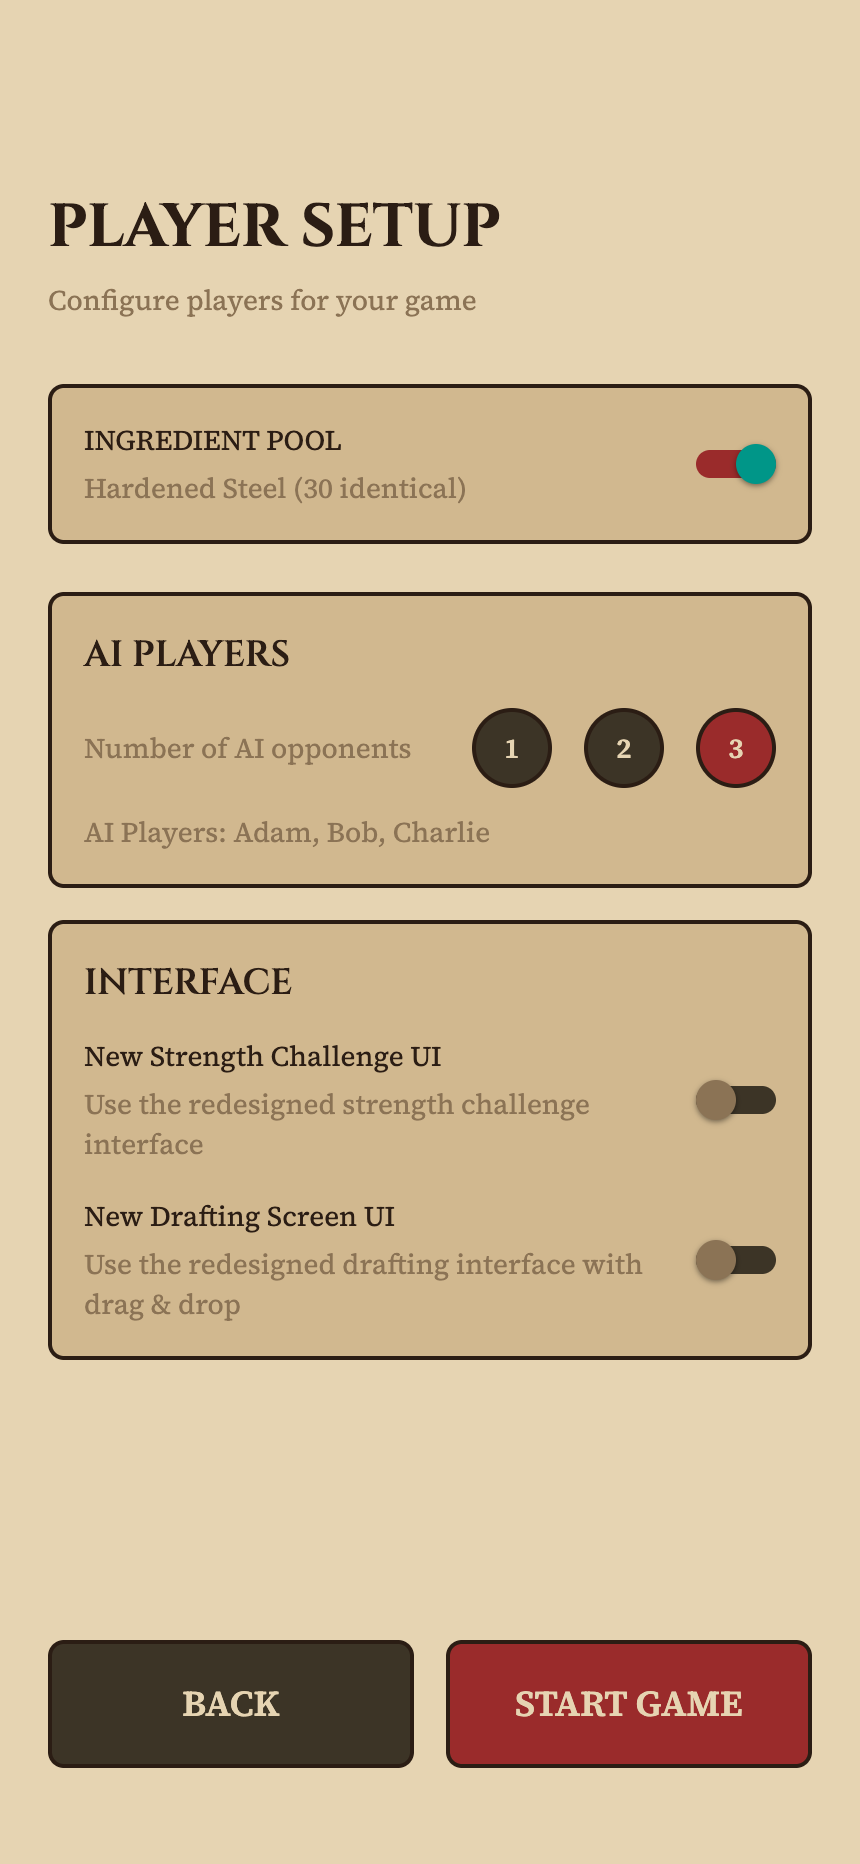 PLAYER SETUP
Configure players for your game
INGREDIENT POOL
Hardened Steel (30 identical)
AI PLAYERS
Number of AI opponents
1
2
3
AI Players: Adam, Bob, Charlie
INTERFACE
New Strength Challenge UI
Use the redesigned strength challenge
interface
New Drafting Screen UI
Use the redesigned drafting interface with
drag & drop
BACK
START GAME